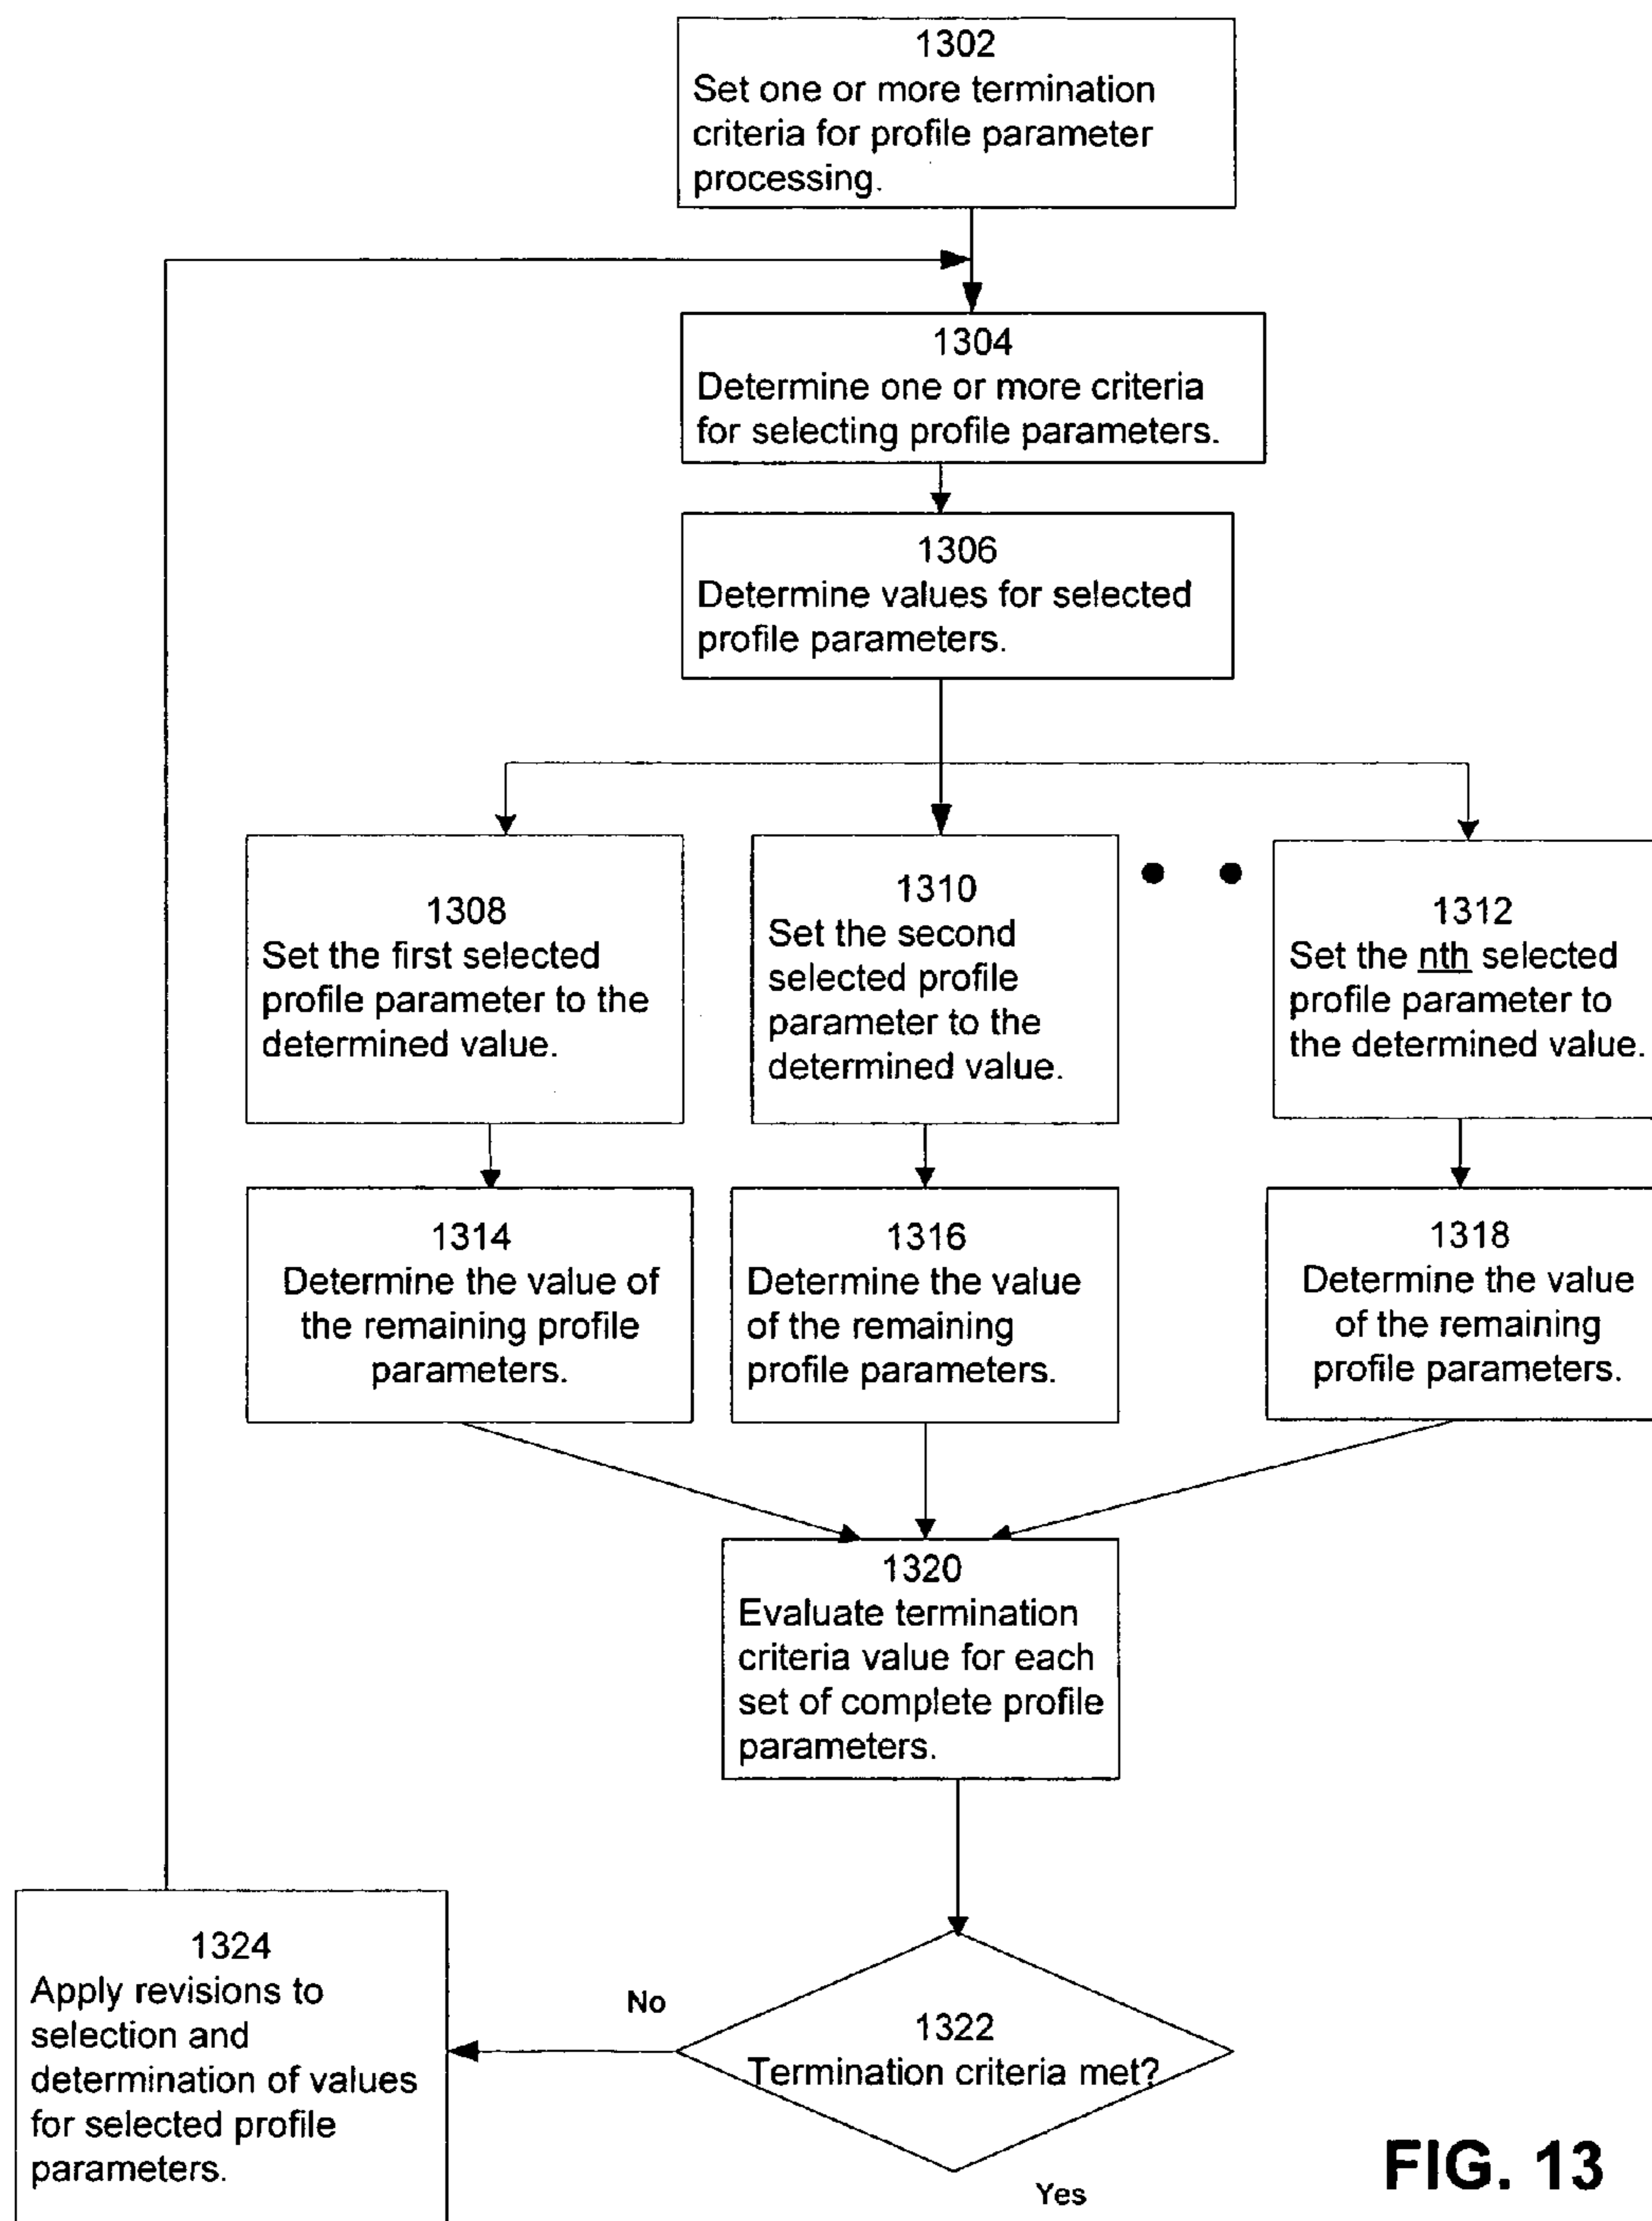 1302
Set one or more termination
criteria for profile parameter
processing.
1304
Determine one or more criteria
for selecting profile parameters.
1306
Determine values for selected
profile parameters.
1308
Set the first selected
profile parameter to the
determined value.
1310
Set the second
selected profile
parameter to the
determined value.
1312
Set the nth selected
profile parameter to
the determined value.
1314
Determine the value of
the remaining profile
parameters.
1316
Determine the value
of the remaining
profile parameters.
1318
Determine the value
of the remaining
profile parameters.
1320
Evaluate termination
criteria value for each
set of complete profile
parameters.
1324
Apply revisions to
selection and
determination of values
for selected profile
parameters.
No
1322
Termination criteria met?
Yes
FIG. 13